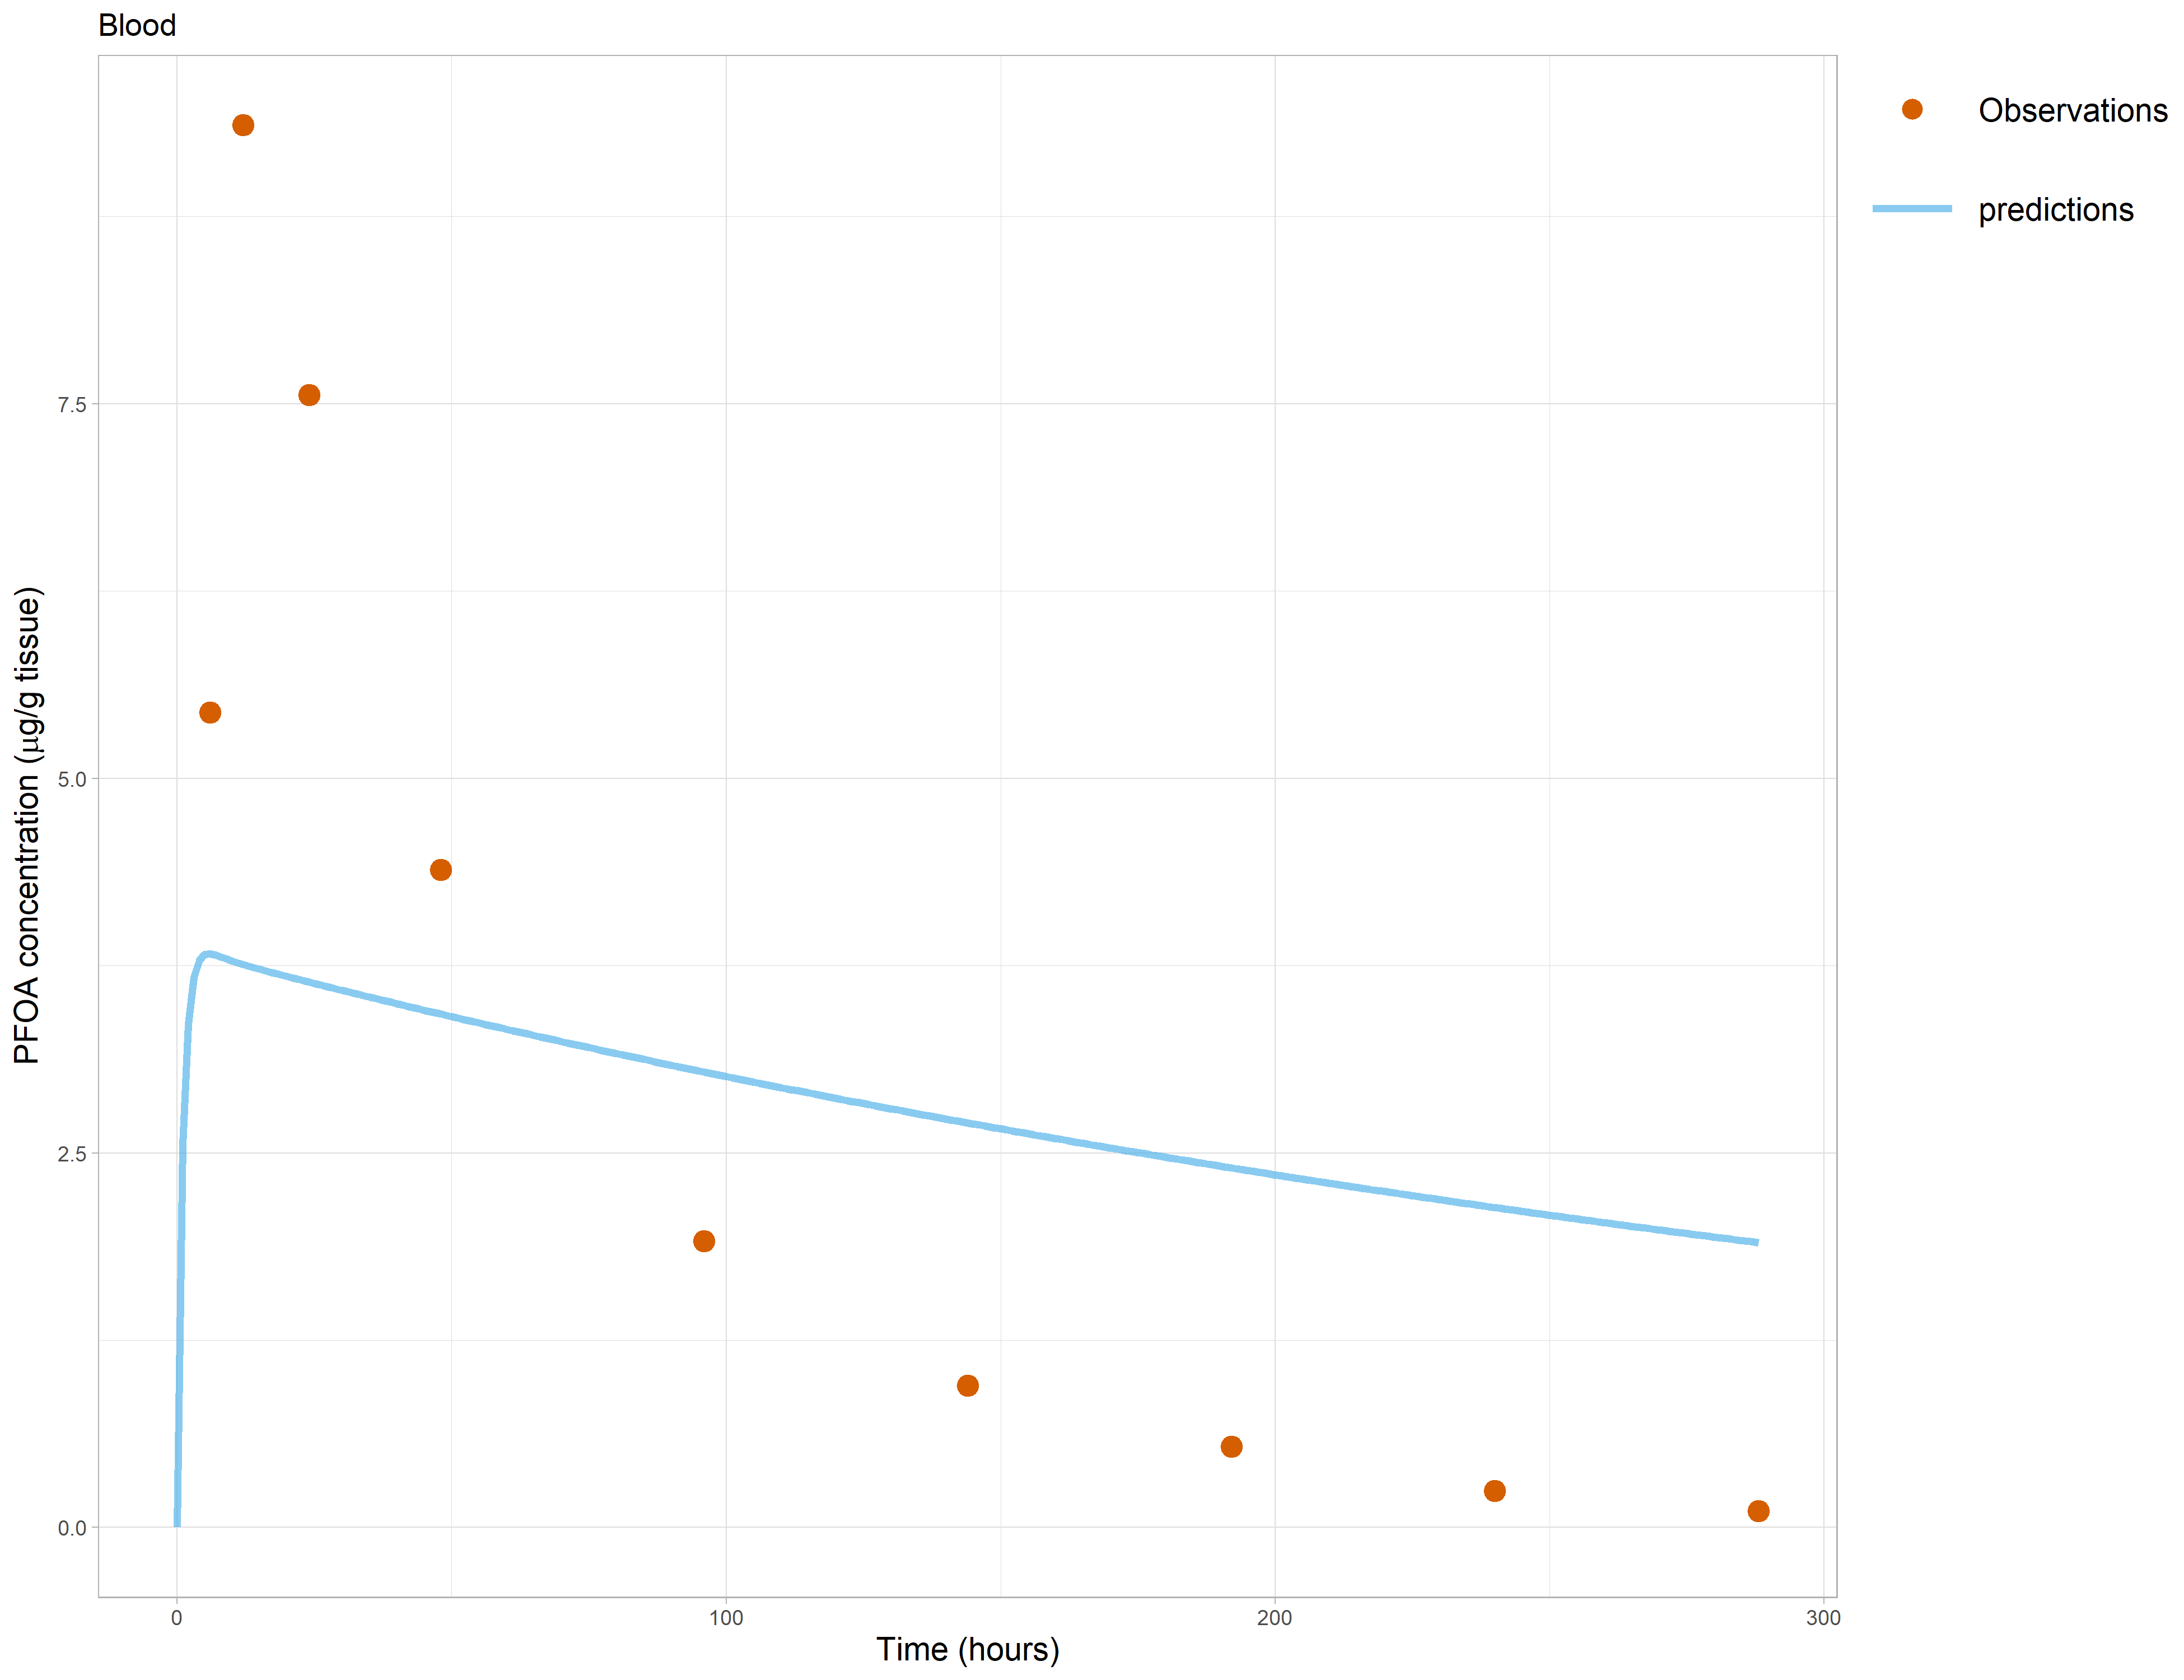 Blood
Observations
predictions
PFOA concentration (μg/g tissue)
7.5
5.0
2.5
0.0
0
100
200
300
Time (hours)